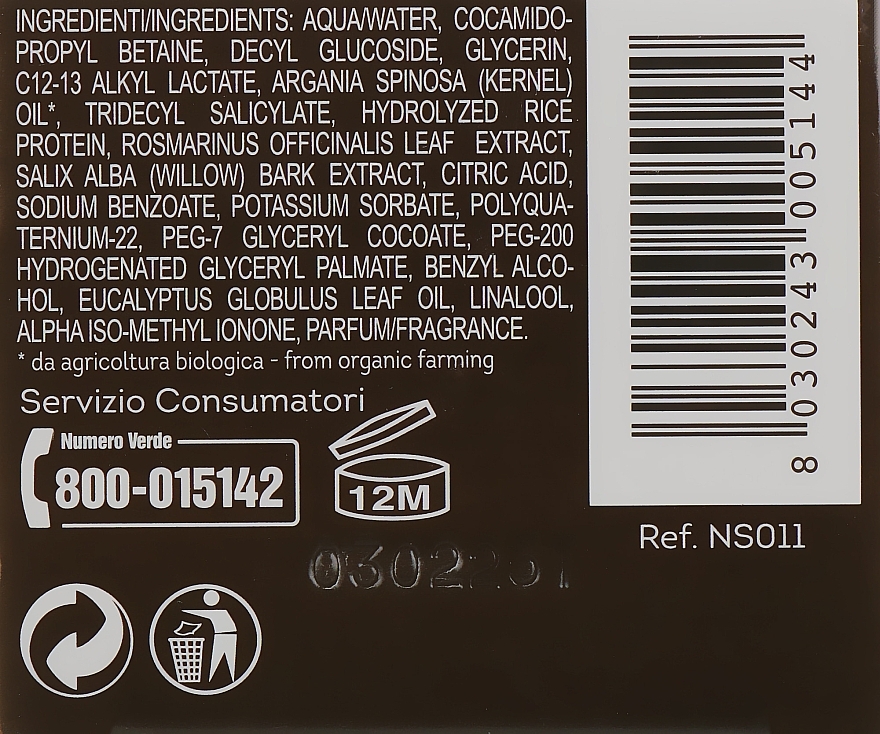 INGREDIENTI/INGREDIENTS: AQUA/WATER, COCAMIDO-
PROPYL BETAINE, DECYL GLUCOSIDE, GLYCERIN,
C12-13 ALKYL LACTATE, ARGANIA SPINOSA (KERNEL)
OIL*, TRIDECYL SALICYLATE, HYDROLYZED RICE
PROTEIN, ROSMARINUS OFFICINALIS LEAF EXTRACT,
SALIX ALBA (WILLOW) BARK EXTRACT, CITRIC ACID,
SODIUM BENZOATE, POTASSIUM SORBATE, POLYQUA-
TERNIUM-22, PEG-7 GLYCERYL COCOATE, PEG-200
HYDROGENATED GLYCERYL PALMATE, BENZYL ALCO-
HOL, EUCALYPTUS GLOBULUS LEAF OIL, LINALOOL,
ALPHA ISO-METHYL IONONE, PARFUM/FRAGRANCE.
* da agricoltura biologica - from organic farming
Servizio Consumatori
Numero Verde
800-015142
12M
8 030243 005144
Ref. NS011